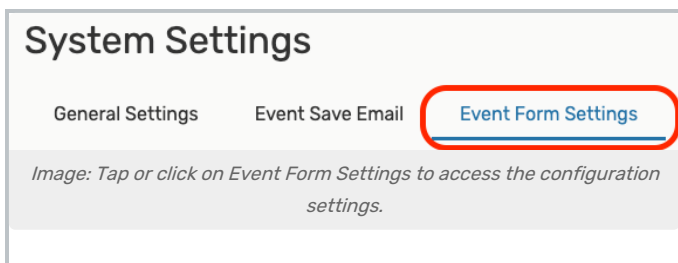 System Settings
General Settings Event Save Email Event Form Settings
Image: Tap or click on Event Form Settings to access the configuration
settings.